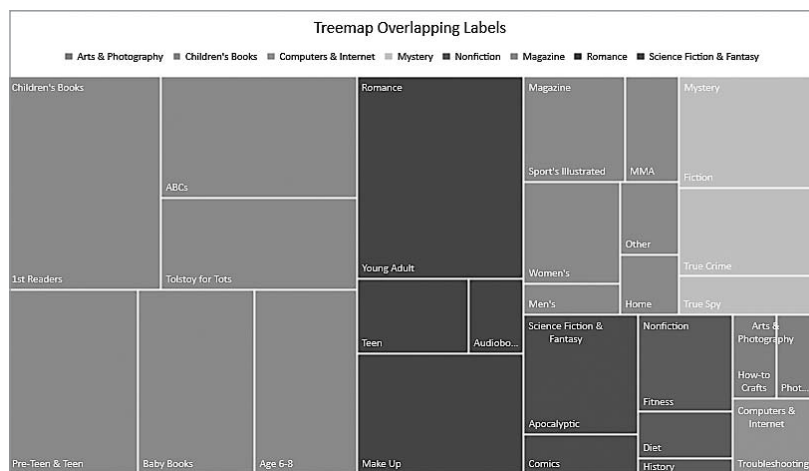 Treemap Overlapping Labels
Arts & Photography Children's Books Computers & Internet Mystery Nonfiction Magazine Romance Science Fiction & Fantasy
Children's Books
1st Readers
ABCs
Tolstoy for Tots
Pre-Teen & Teen
Baby Books
Age 6-8
Romance
Young Adult
Teen
Audiobo...
Make Up
Magazine
Sport's Illustrated
MMA
Women's
Other
Men's
Home
Mystery
Fiction
True Crime
True Spy
Science Fiction &
Fantasy
Apocalyptic
Comics
Nonfiction
Fitness
Diet
History
Arts &
Photography
How-to
Crafts
Phot...
Computers &
Internet
Troubleshooting